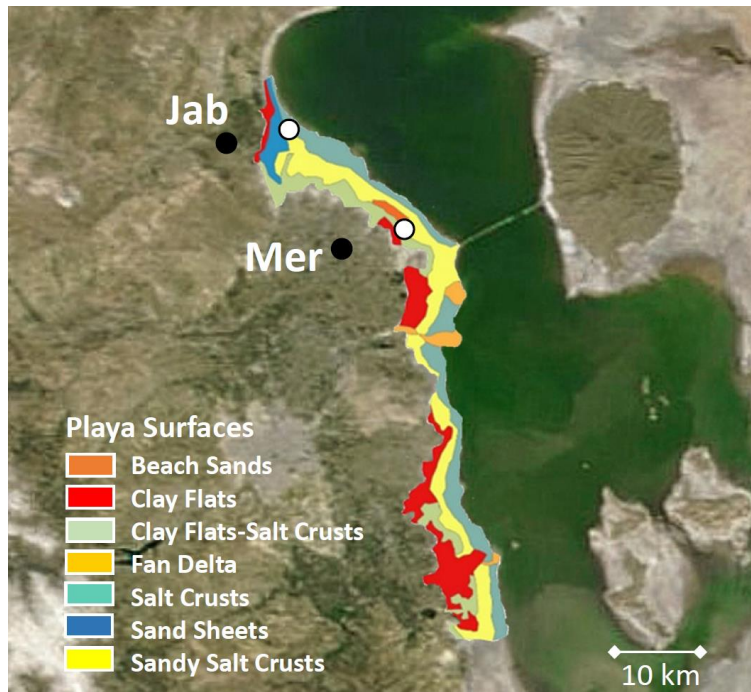 Jab
Mer
Playa Surfaces
Beach Sands
Clay Flats
Clay Flats-Salt Crusts
Fan Delta
Salt Crusts
Sand Sheets
Sandy Salt Crusts
10 km